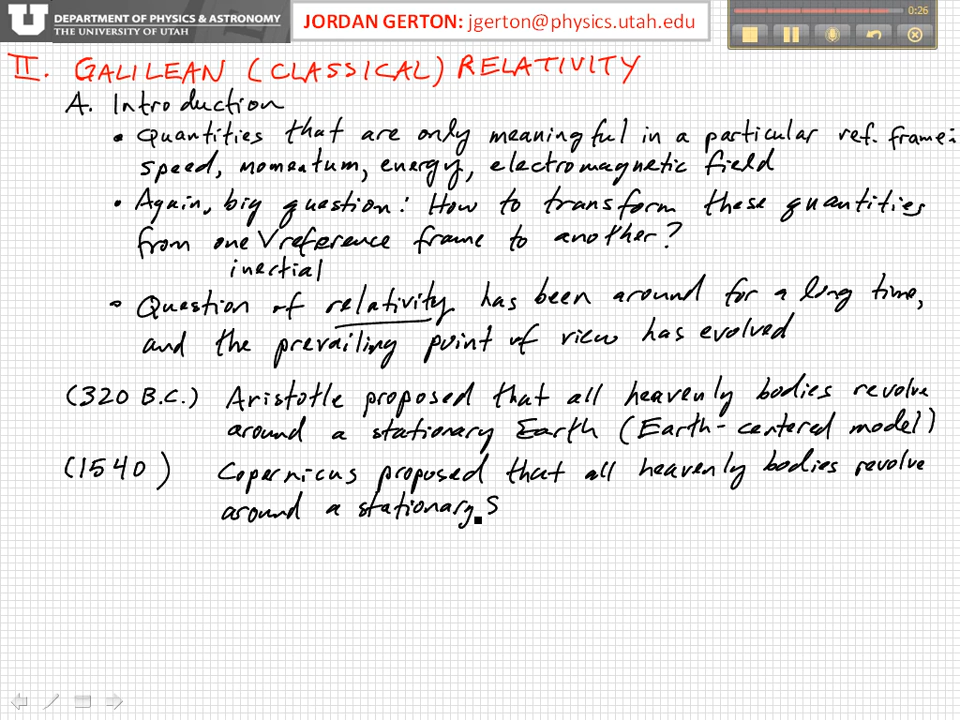 DEPARTMENT OF PHYSICS & ASTRONOMY
THE UNIVERSITY OF UTAH
JORDAN GERTON: jgerton@physics.utah.edu
0:26
II. GALILEAN (CLASSICAL) RELATIVITY
A. Introduction
• Quantities that are only meaningful in a particular ref. frame:
speed, momentum, energy, electromagnetic field
• Again, big question: How to transform these quantities
from one ∨ reference frame to another?
inertial
• Question of relativity has been around for a long time,
and the prevailing point of view has evolved
(320 B.C.) Aristotle proposed that all heavenly bodies revolve
around a stationary Earth (Earth-centered model)
(1540) Copernicus proposed that all heavenly bodies revolve
around a stationary S